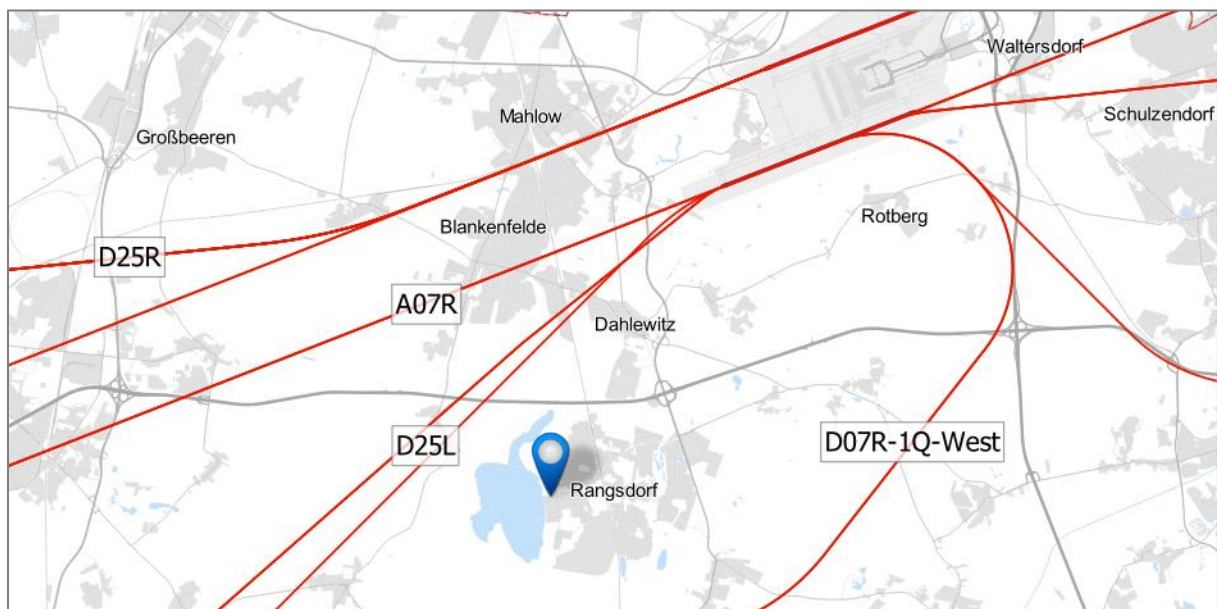 Waltersdorf
Schulzendorf
Mahlow
Großbeeren
Rotberg
Blankenfelde
D25R
A07R
Dahlewitz
D25L
D07R-1Q-West
Rangsdorf